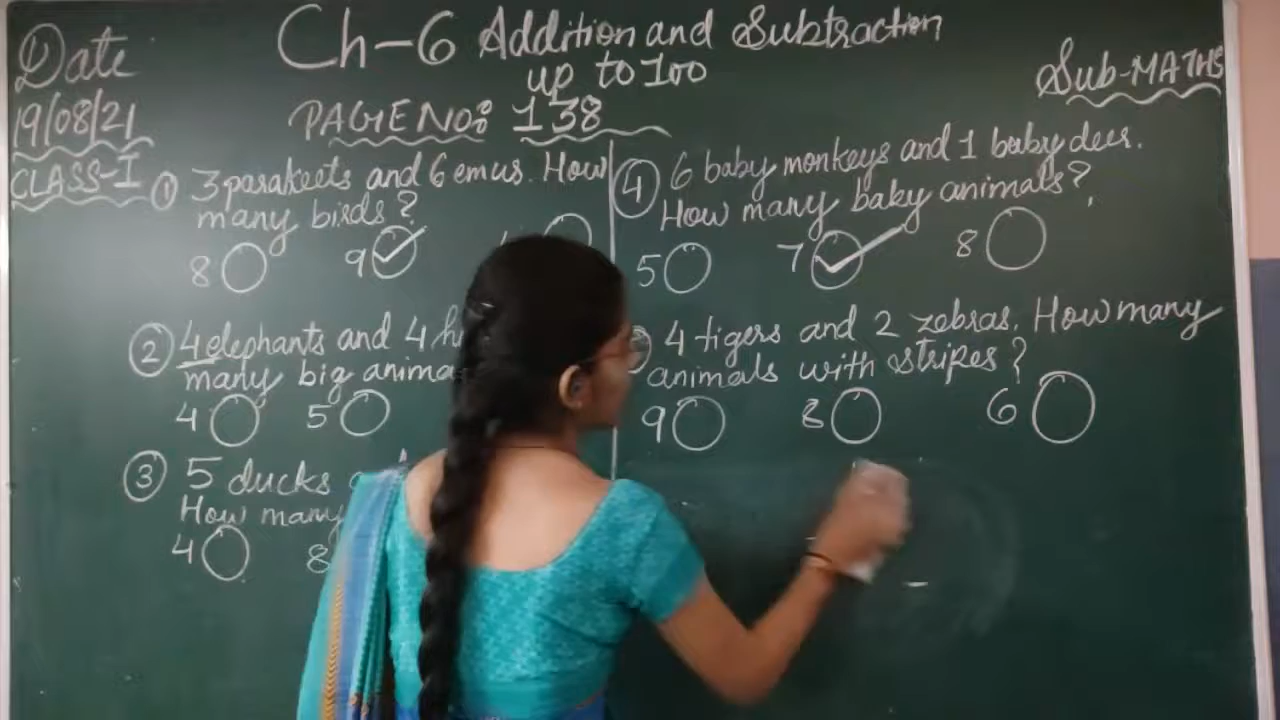 Date
19/08/21
CLASS-I
Ch-6 Addition and Subtraction
up to 100
PAGE NO: 138
Sub-MATHS
① 3 parakeets and 6 emus. How
many birds?
8 9
② 4 elephants and 4
many big
4 5
③ 5 ducks
How many
4 8
④ 6 baby monkeys and 1 baby deer.
How many baby animals?
5 7 8
4 tigers and 2 zebras. How many
animals with stripes?
9 8 6